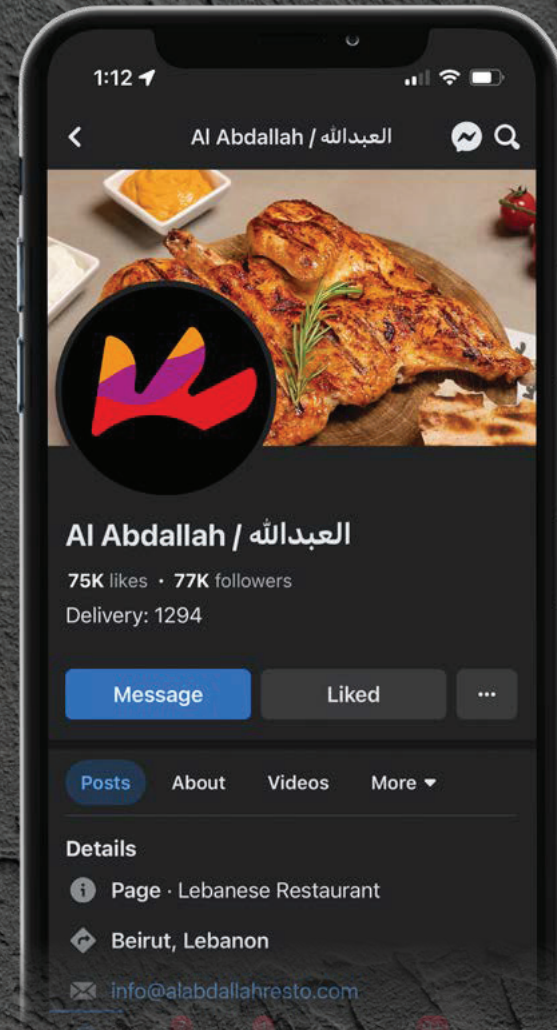 1:12
Al Abdallah / العبدالله
Al Abdallah / العبدالله
75K likes · 77K followers
Delivery: 1294
Message
Liked
Posts
About
Videos
More
Details
Page · Lebanese Restaurant
Beirut, Lebanon
info@alabdallahresto.com